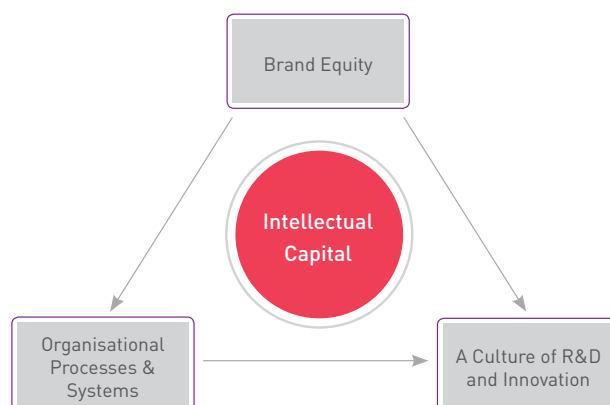 Brand Equity
Intellectual
Capital
Organisational
Processes &
Systems
A Culture of R&D
and Innovation